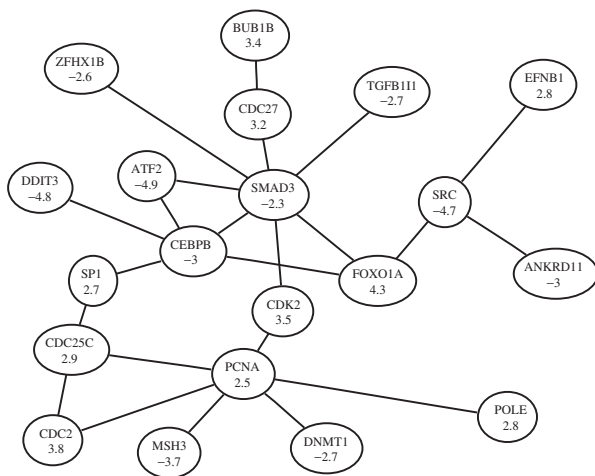 BUB1B
3.4
ZFHX1B
−2.6
TGFB1I1
−2.7
EFNB1
2.8
CDC27
3.2
ATF2
−4.9
DDIT3
−4.8
SMAD3
−2.3
SRC
−4.7
CEBPB
−3
SP1
2.7
FOXO1A
4.3
ANKRD11
−3
CDK2
3.5
CDC25C
2.9
PCNA
2.5
POLE
2.8
CDC2
3.8
MSH3
−3.7
DNMT1
−2.7